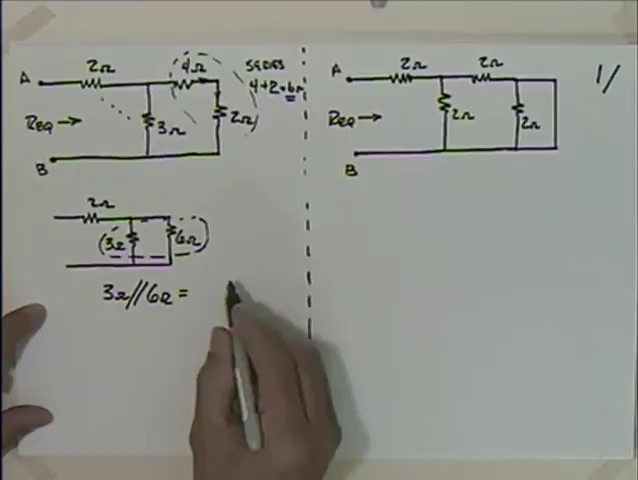 A 2Ω 4Ω SERIES
4+2=6Ω
REQ → 3Ω 2Ω
B
2Ω
3Ω 6Ω
3Ω//6Ω =
A 2Ω 2Ω 1/
REQ → 2Ω 2Ω
B